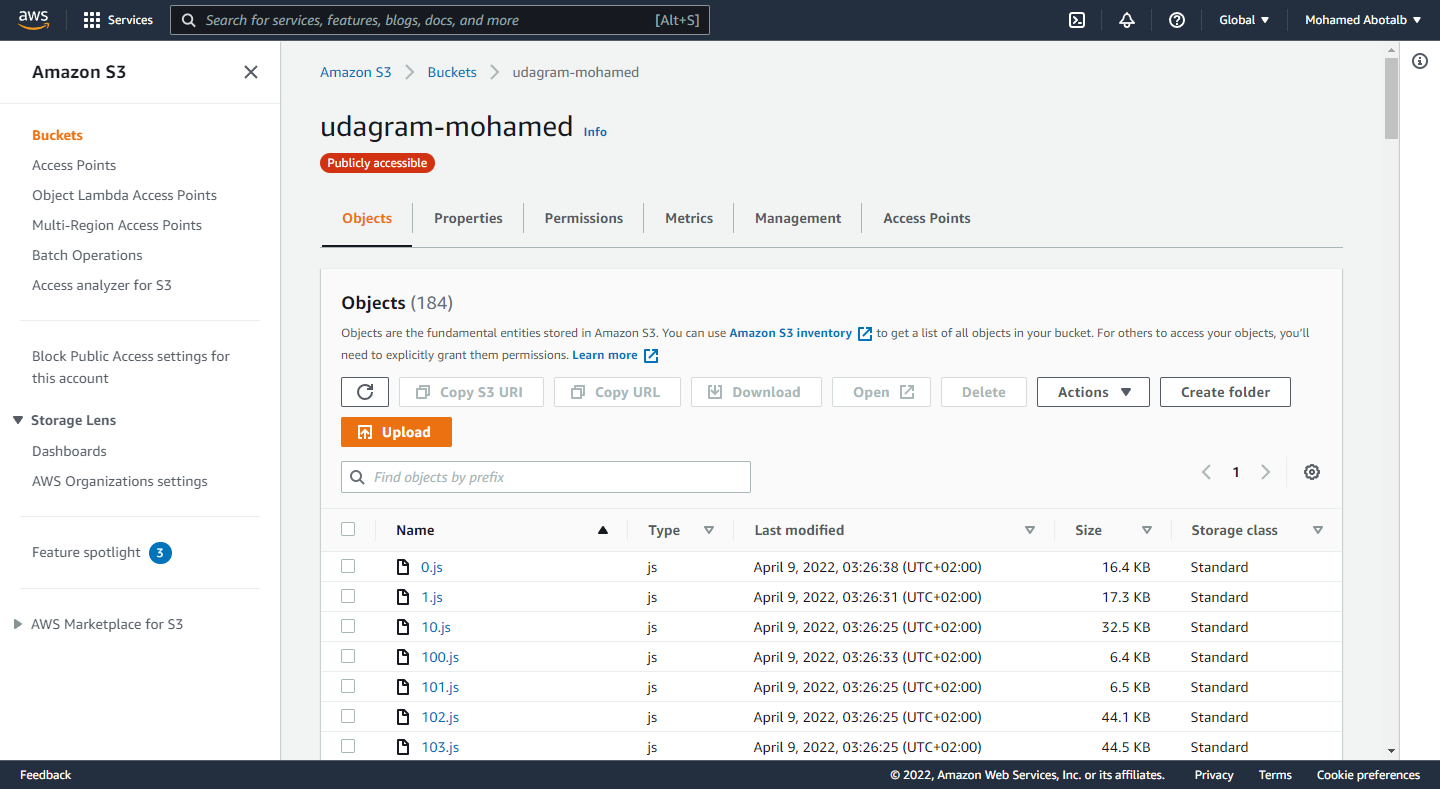 aws Services Search for services, features, blogs, docs, and more [Alt+S] Global Mohamed Abotalb
Amazon S3
Buckets
Access Points
Object Lambda Access Points
Multi-Region Access Points
Batch Operations
Access analyzer for S3
Block Public Access settings for
this account
Storage Lens
Dashboards
AWS Organizations settings
Feature spotlight 3
AWS Marketplace for S3
Amazon S3 Buckets udagram-mohamed
udagram-mohamed Info
Publicly accessible
Objects Properties Permissions Metrics Management Access Points
Objects (184)
Objects are the fundamental entities stored in Amazon S3. You can use Amazon S3 inventory to get a list of all objects in your bucket. For others to access your objects, you'll
need to explicitly grant them permissions. Learn more
Copy S3 URI Copy URL Download Open Delete Actions Create folder
Upload
Find objects by prefix 1
Name Type Last modified Size Storage class
0.js js April 9, 2022, 03:26:38 (UTC+02:00) 16.4 KB Standard
1.js js April 9, 2022, 03:26:31 (UTC+02:00) 17.3 KB Standard
10.js js April 9, 2022, 03:26:25 (UTC+02:00) 32.5 KB Standard
100.js js April 9, 2022, 03:26:33 (UTC+02:00) 6.4 KB Standard
101.js js April 9, 2022, 03:26:25 (UTC+02:00) 6.5 KB Standard
102.js js April 9, 2022, 03:26:25 (UTC+02:00) 44.1 KB Standard
103.js js April 9, 2022, 03:26:25 (UTC+02:00) 44.5 KB Standard
Feedback © 2022, Amazon Web Services, Inc. or its affiliates. Privacy Terms Cookie preferences